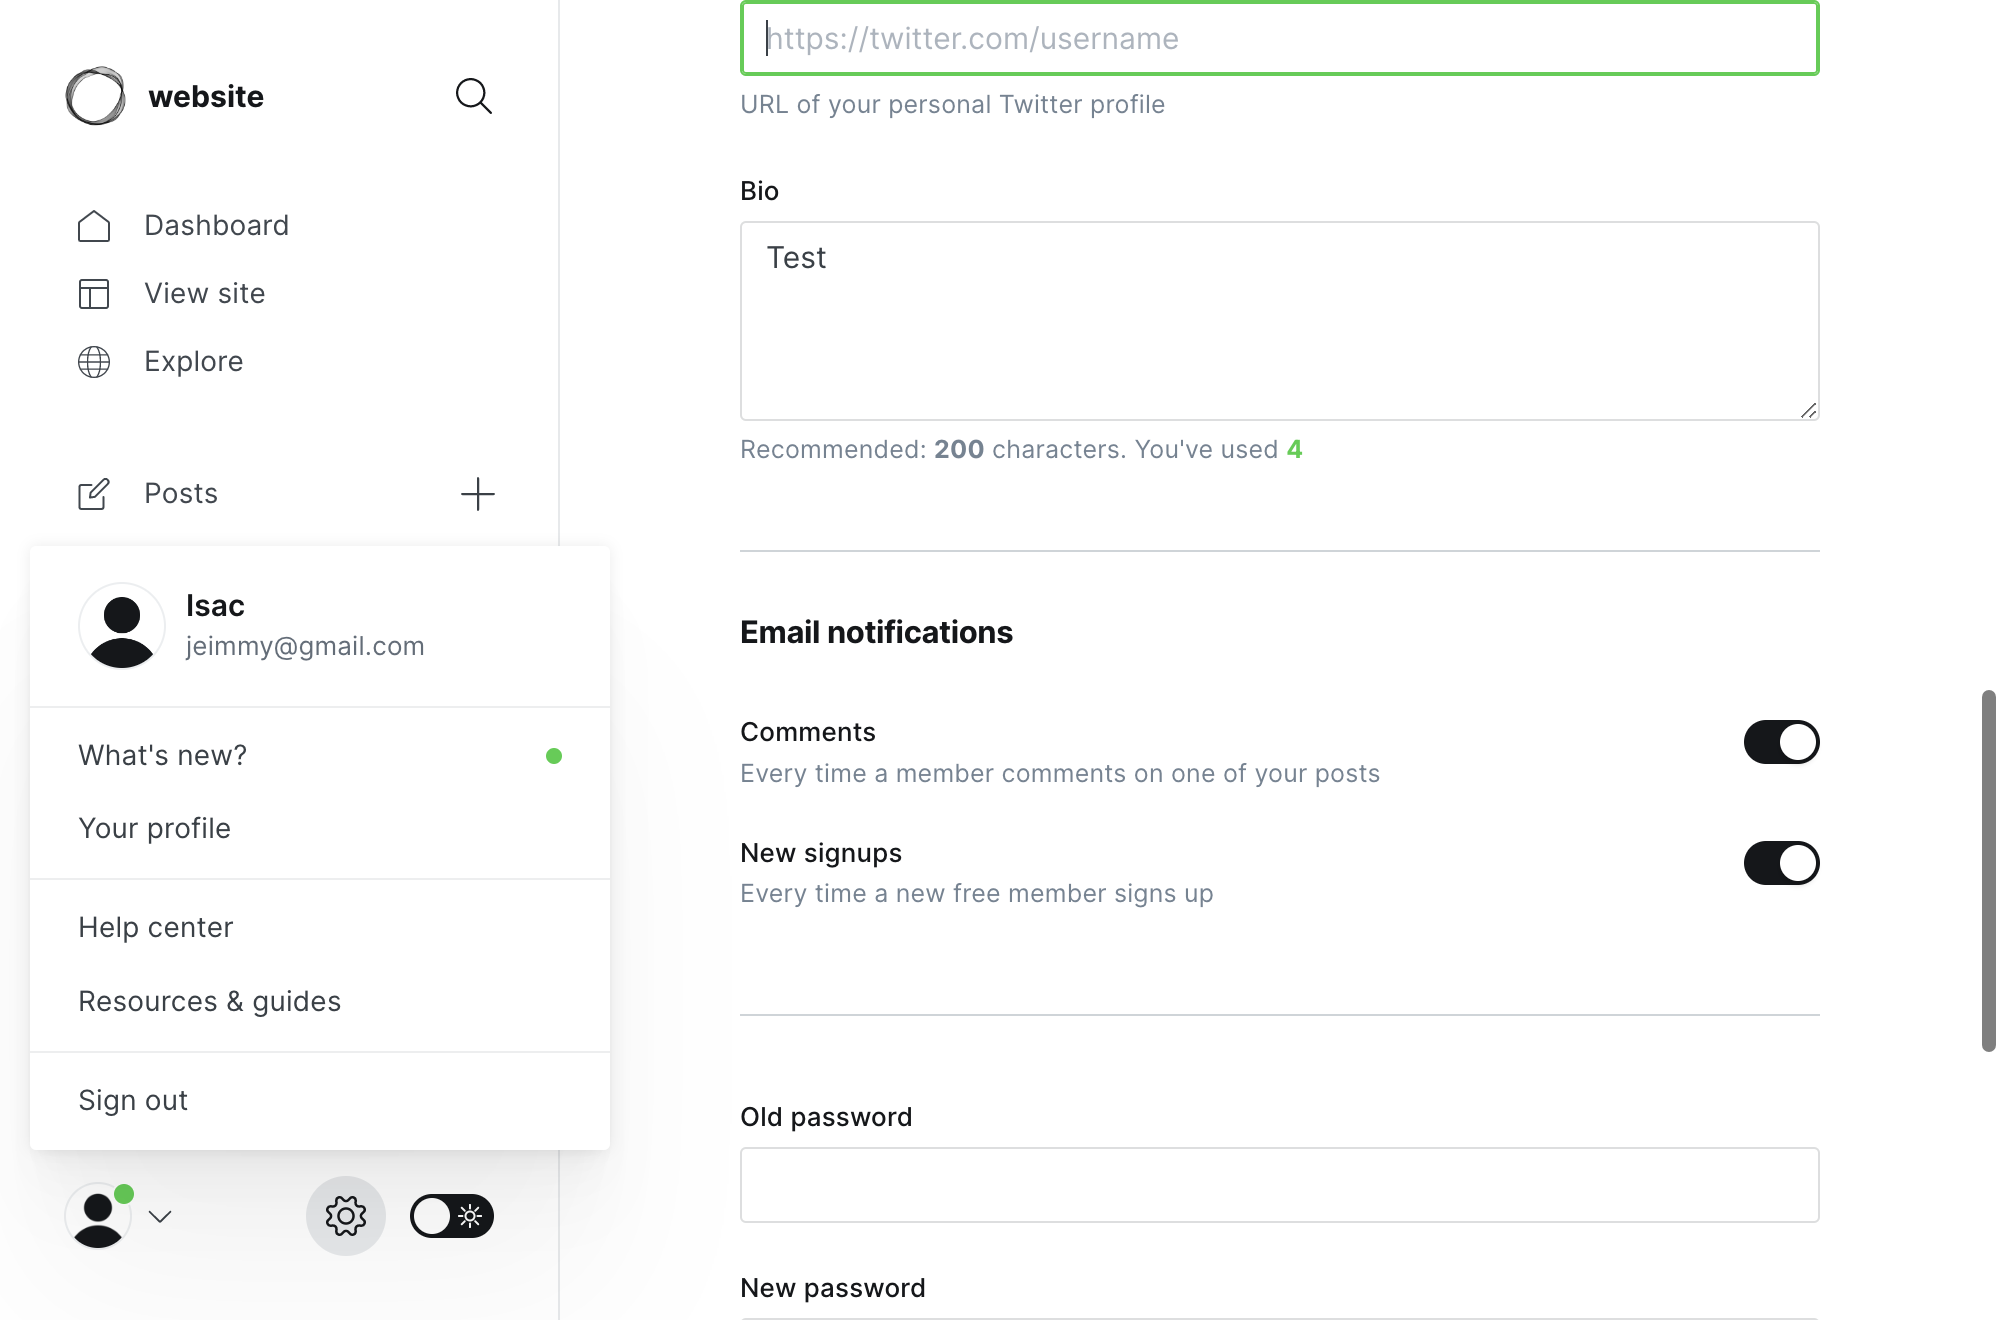 website
Dashboard
View site
Explore
Posts
Isac
jeimmy@gmail.com
What's new?
Your profile
Help center
Resources & guides
Sign out
https://twitter.com/username
URL of your personal Twitter profile
Bio
Test
Recommended: 200 characters. You've used 4
Email notifications
Comments
Every time a member comments on one of your posts
New signups
Every time a new free member signs up
Old password
New password